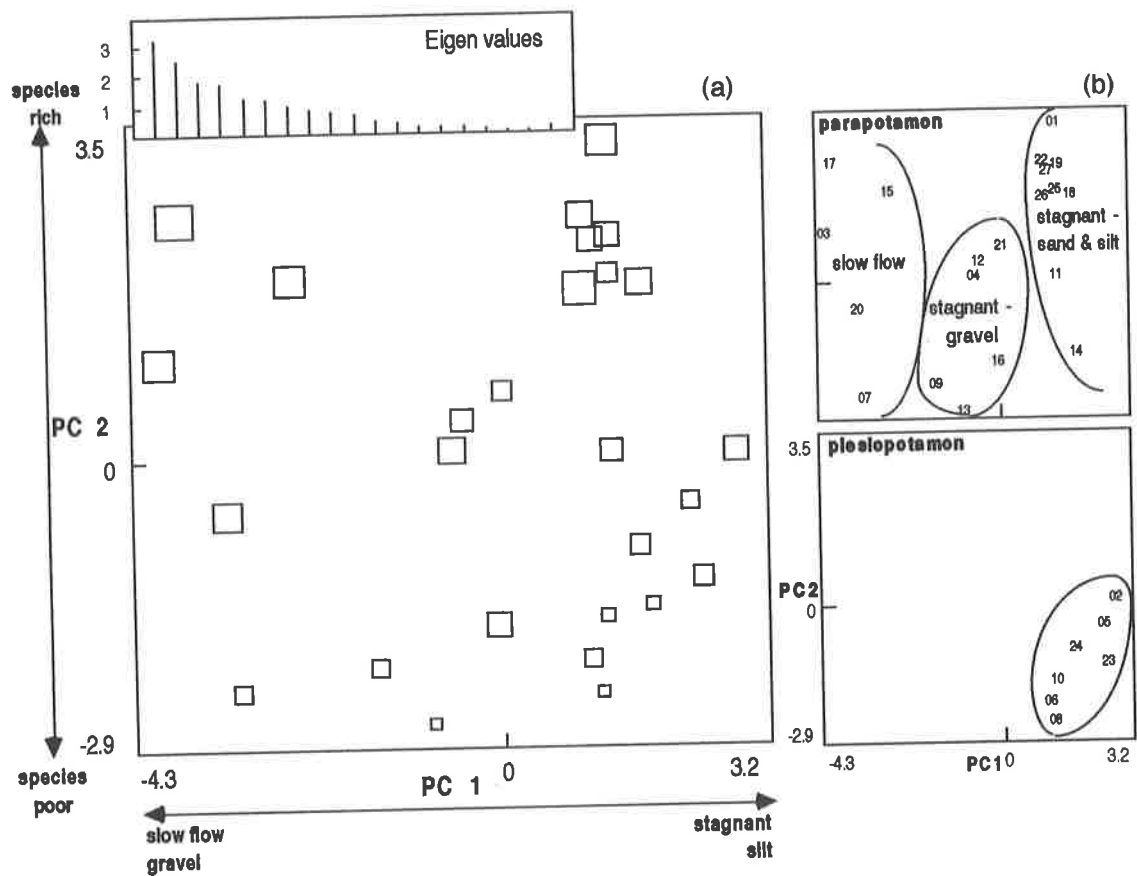 Eigen values
3
2
1
(a)
(b)
species
rich
3.5
PC 2
0
-2.9
species
poor
-4.3
PC 1
0
3.2
slow flow
gravel
stagnant
silt
parapotamon
17
15
03
slow flow
20
07
21
12
04
stagnant -
gravel
16
09
13
01
22
19
27
25
26
18
stagnant -
sand & silt
11
14
3.5
plesiopotamon
PC2
0
-2.9
02
05
24
23
10
06
08
-4.3
PC1
0
3.2